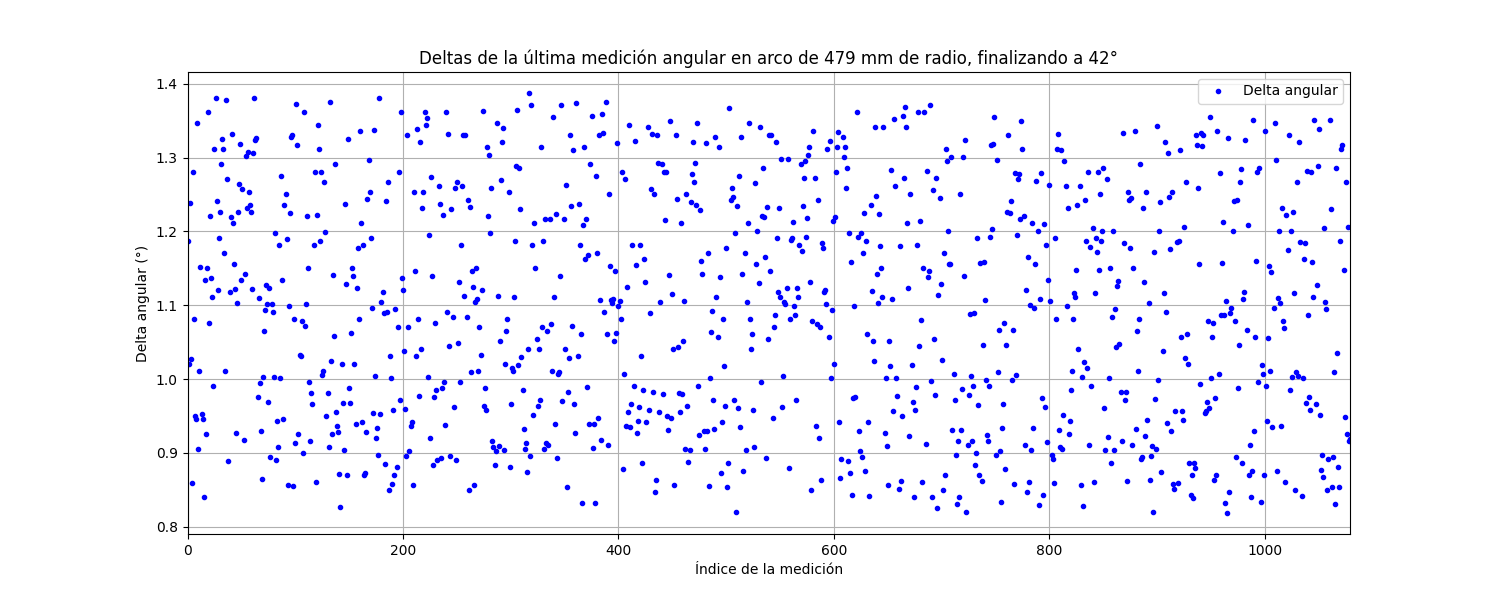 Deltas de la última medición angular en arco de 479 mm de radio, finalizando a 42°
Delta angular
Delta angular (°)
1.4
1.3
1.2
1.1
1.0
0.9
0.8
0 200 400 600 800 1000
Índice de la medición